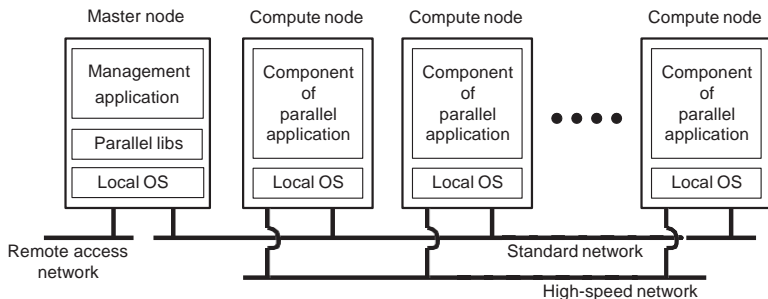 Master node
Compute node
Compute node
Compute node
Management
application
Parallel libs
Local OS
Component
of
parallel
application
Local OS
Component
of
parallel
application
Local OS
Component
of
parallel
application
Local OS
Remote access
network
Standard network
High-speed network